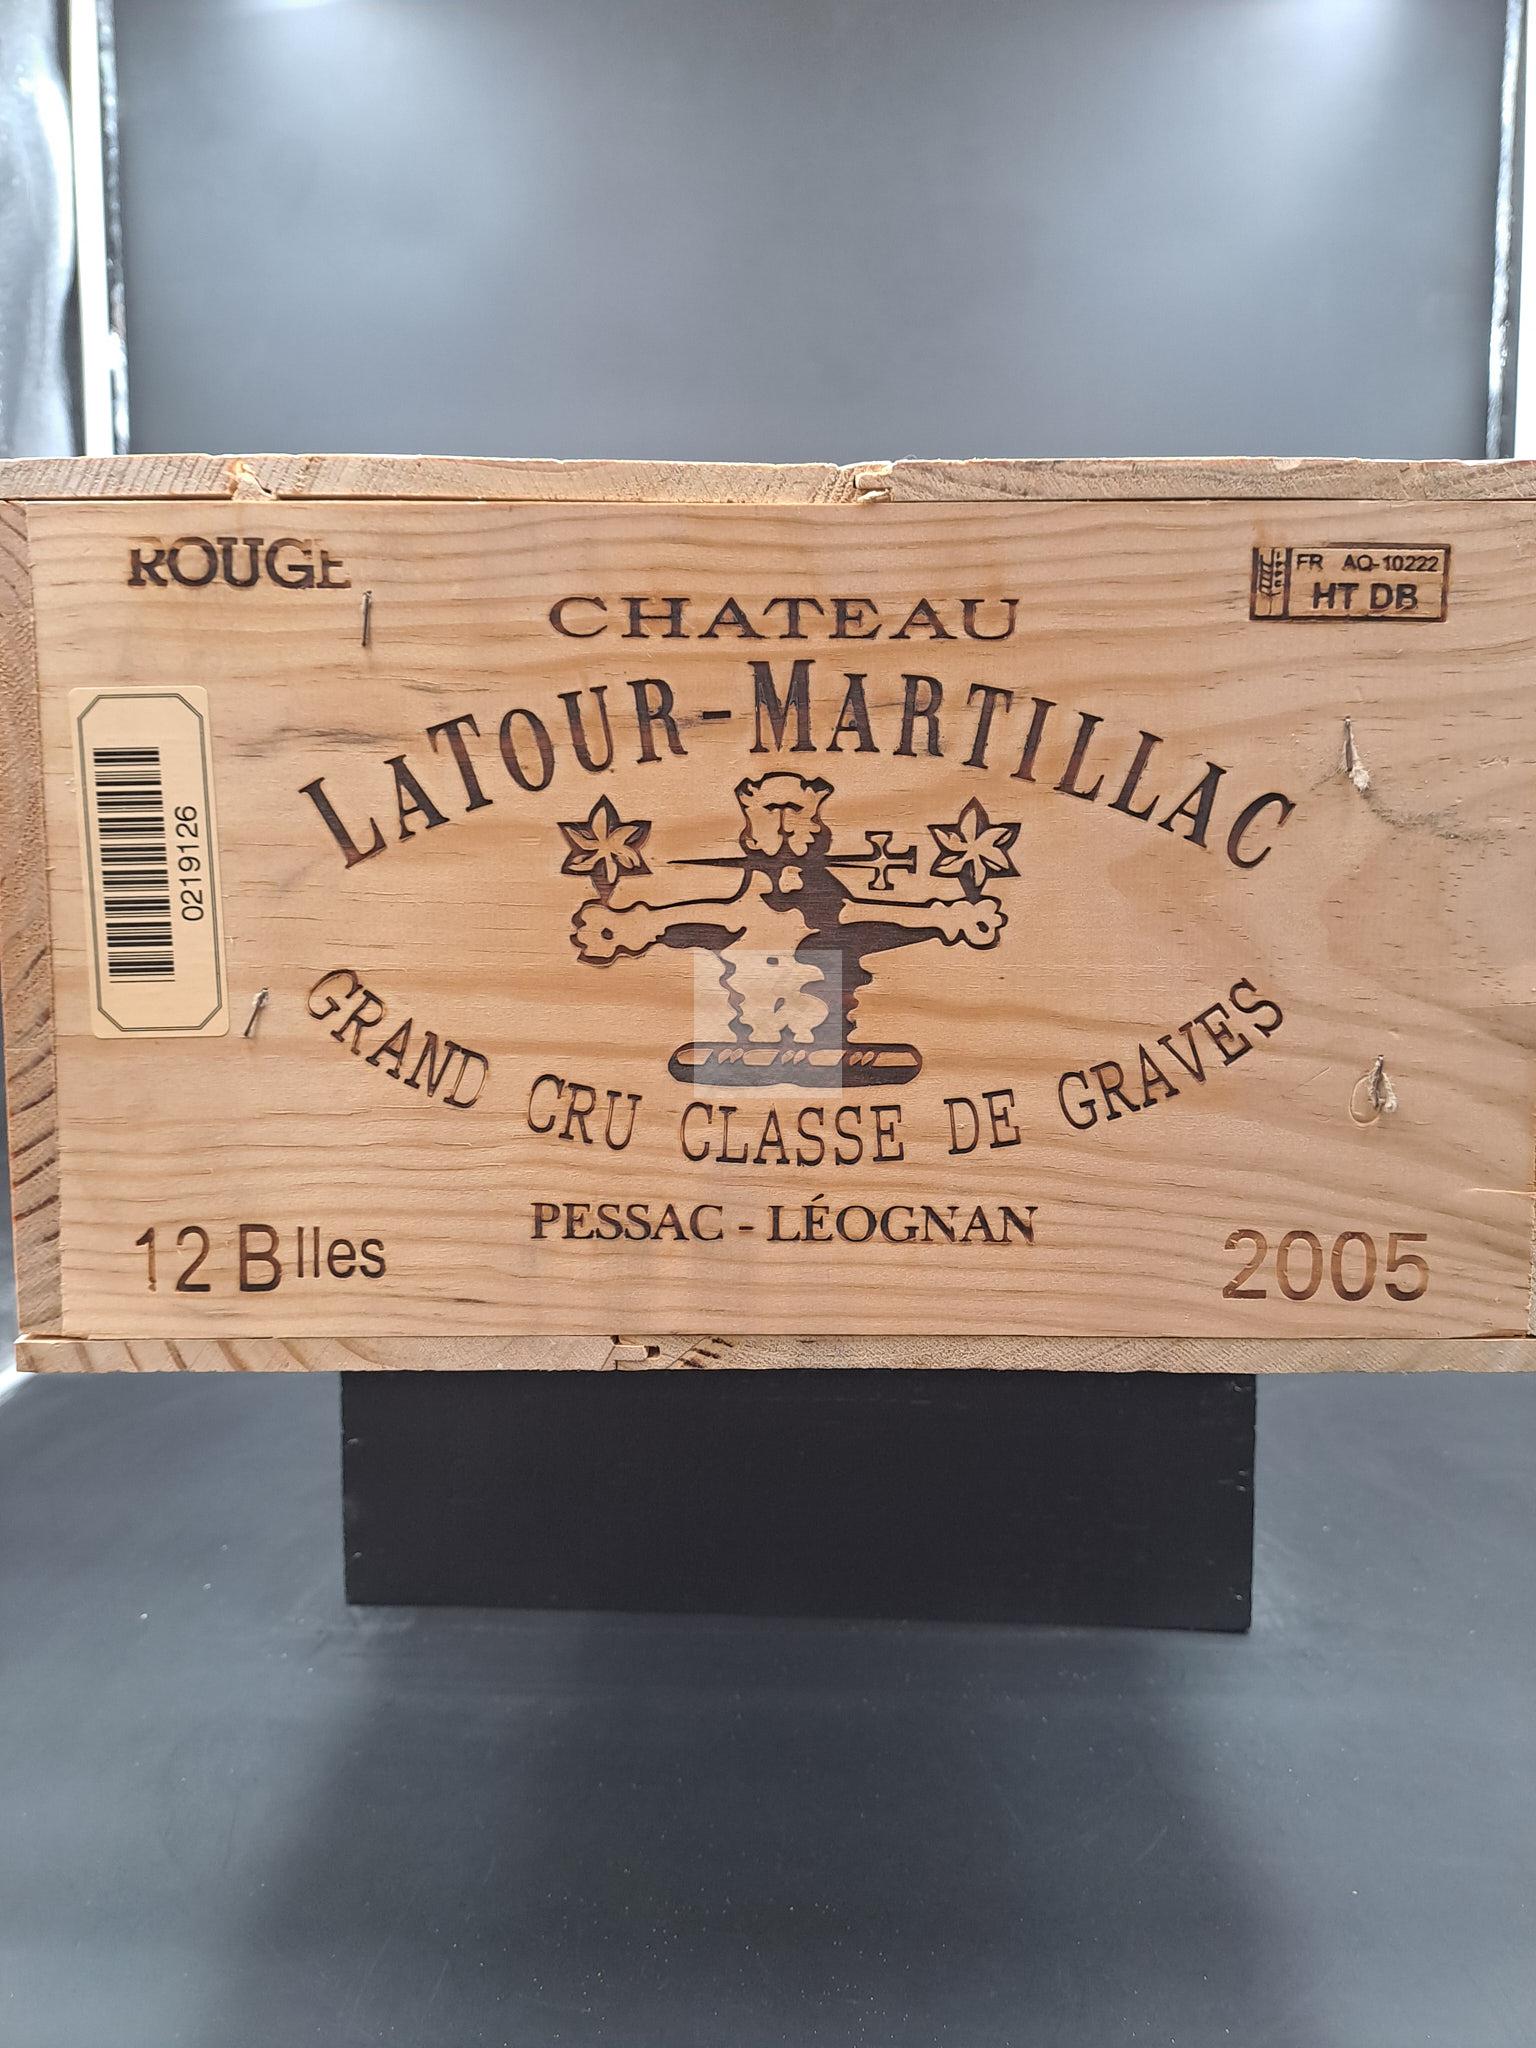 ROUGE
FR AQ-10222
HT DB
CHATEAU
LATOUR-MARTILLAC
0219126
GRAND CRU CLASSE DE GRAVES
PESSAC - LÉOGNAN
12 Blles
2005